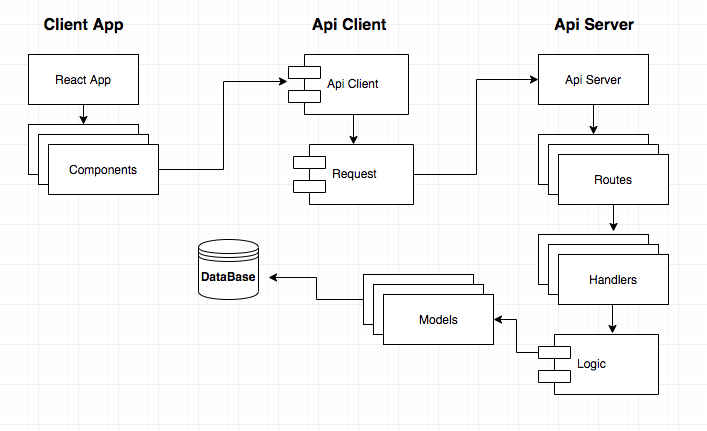 Client App
Api Client
Api Server
React App
Api Client
Api Server
Components
Request
Routes
DataBase
Handlers
Models
Logic